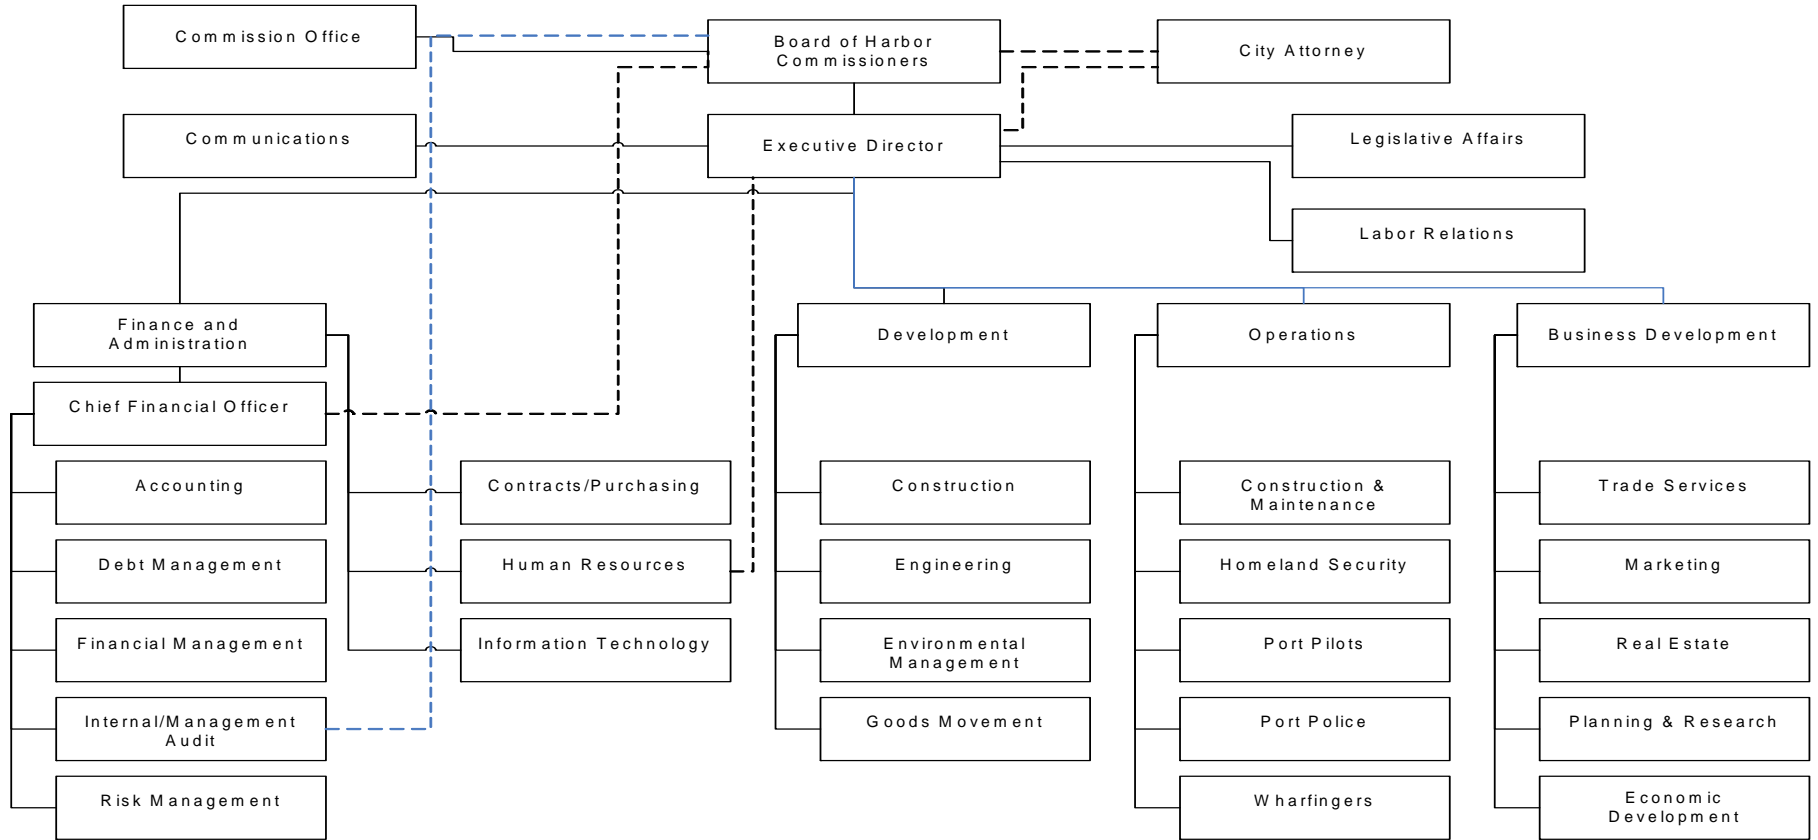 Commission Office
Board of Harbor
Commissioners
City Attorney
Communications
Executive Director
Legislative Affairs
Labor Relations
Finance and
Administration
Development
Operations
Business Development
Chief Financial Officer
Accounting
Contracts/Purchasing
Construction
Construction &
Maintenance
Trade Services
Debt Management
Human Resources
Engineering
Homeland Security
Marketing
Financial Management
Information Technology
Environmental
Management
Port Pilots
Real Estate
Internal/Management
Audit
Goods Movement
Port Police
Planning & Research
Risk Management
Wharfingers
Economic
Development